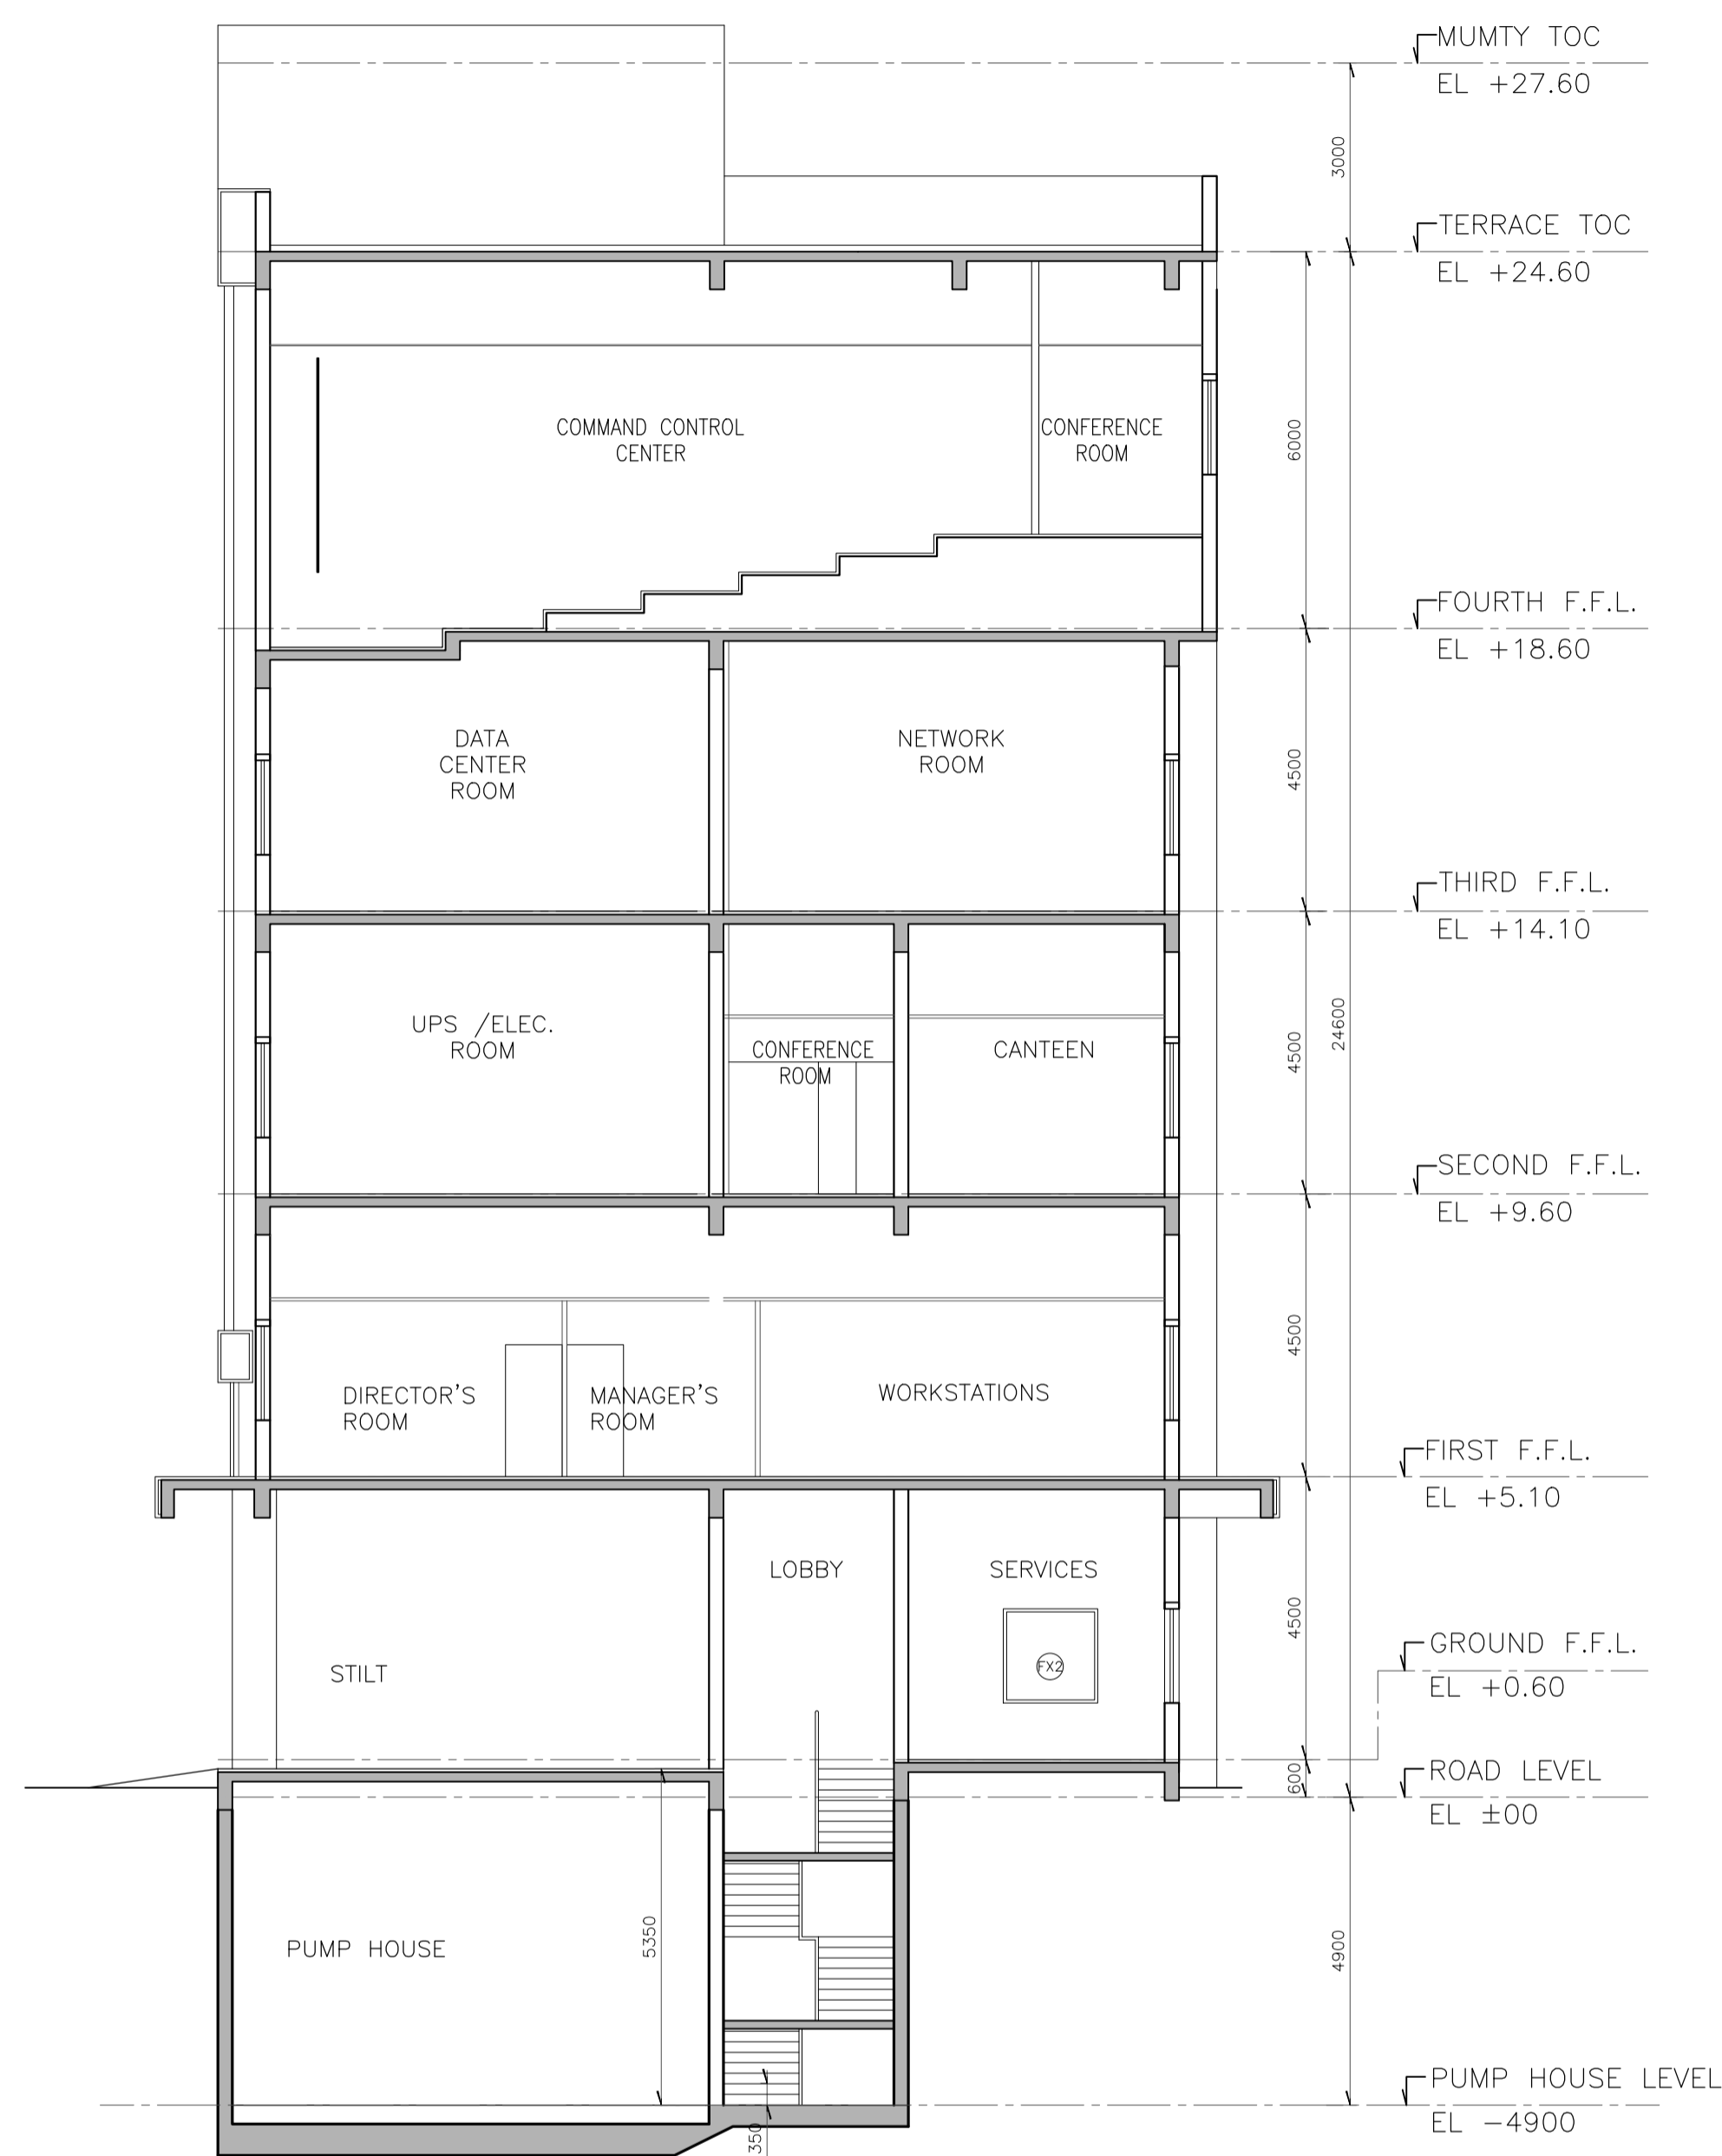 MUMTY TOC
EL +27.60
3000
TERRACE TOC
EL +24.60
COMMAND CONTROL
CENTER
CONFERENCE
ROOM
6000
FOURTH F.F.L.
EL +18.60
DATA
CENTER
ROOM
NETWORK
ROOM
4500
THIRD F.F.L.
EL +14.10
UPS /ELEC.
ROOM
CONFERENCE
ROOM
CANTEEN
4500
24600
SECOND F.F.L.
EL +9.60
DIRECTOR'S
ROOM
MANAGER'S
ROOM
WORKSTATIONS
4500
FIRST F.F.L.
EL +5.10
STILT
LOBBY
SERVICES
FX2
4500
GROUND F.F.L.
EL +0.60
600
ROAD LEVEL
EL ±00
PUMP HOUSE
5350
4900
350
PUMP HOUSE LEVEL
EL -4900